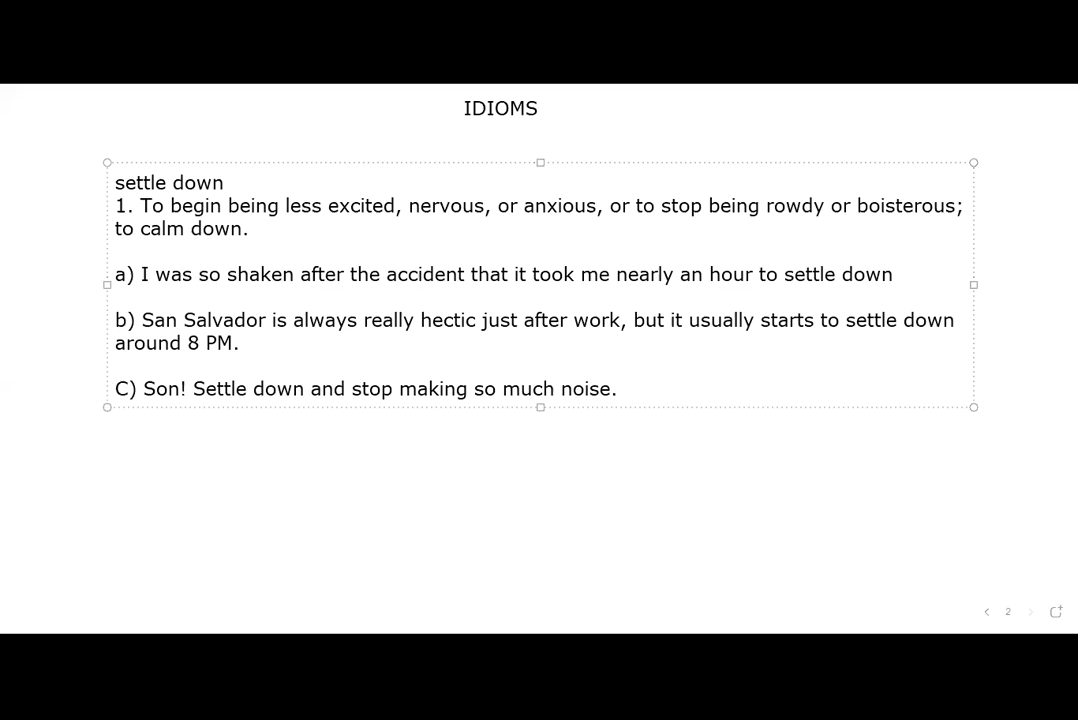 IDIOMS
settle down
1. To begin being less excited, nervous, or anxious, or to stop being rowdy or boisterous;
to calm down.
a) I was so shaken after the accident that it took me nearly an hour to settle down
b) San Salvador is always really hectic just after work, but it usually starts to settle down
around 8 PM.
C) Son! Settle down and stop making so much noise.
< 2 >